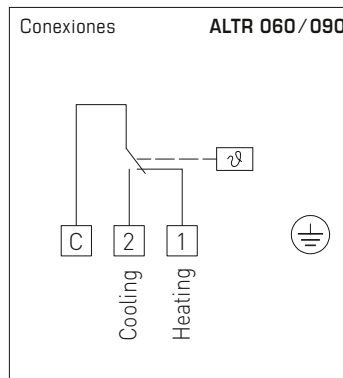 Conexiones ALTR 060/090
ϑ
C 2 1
Cooling
Heating